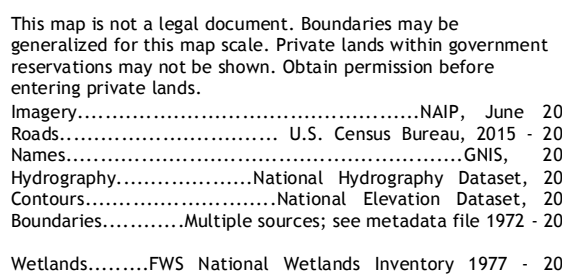 This map is not a legal document. Boundaries may be
generalized for this map scale. Private lands within government
reservations may not be shown. Obtain permission before
entering private lands.
Imagery..................................................NAIP, June 20
Roads................................ U.S. Census Bureau, 2015 - 20
Names..........................................................GNIS, 20
Hydrography....................National Hydrography Dataset, 20
Contours............................National Elevation Dataset, 20
Boundaries............Multiple sources; see metadata file 1972 - 20
Wetlands.........FWS National Wetlands Inventory 1977 - 20